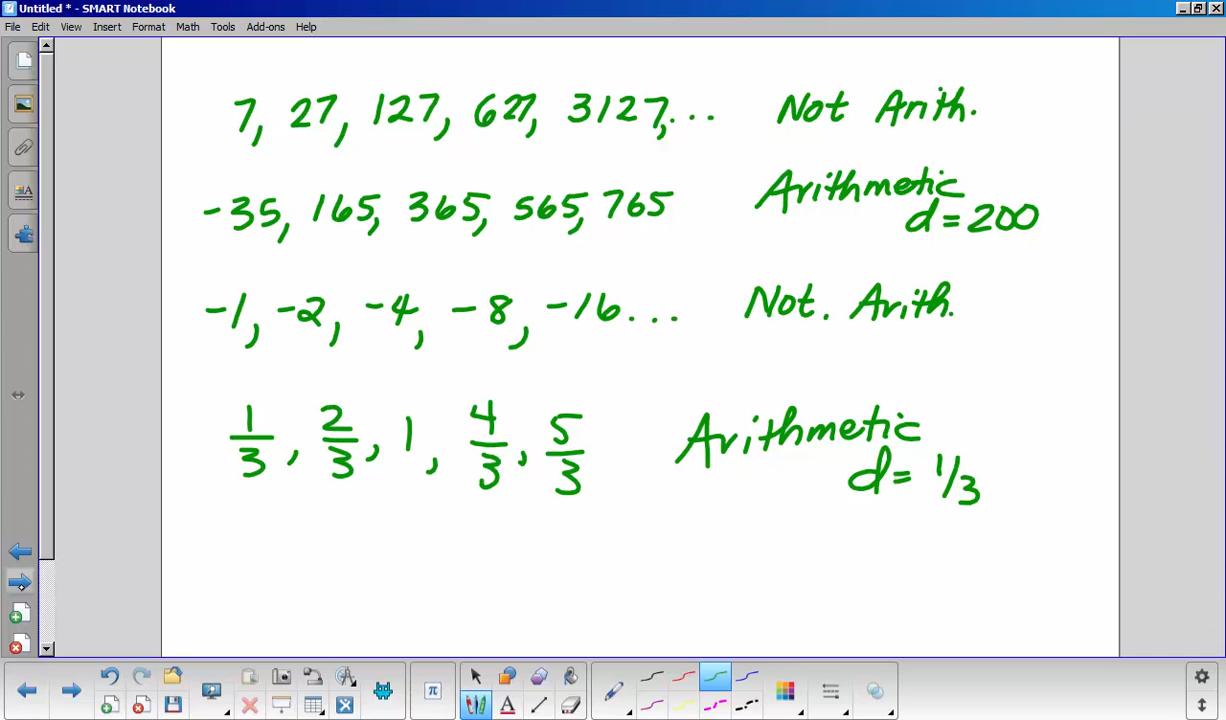 Untitled * - SMART Notebook
File Edit View Insert Format Math Tools Add-ons Help
7, 27, 127, 627, 3127, ... Not Arith.
-35, 165, 365, 565, 765 Arithmetic
d = 200
-1, -2, -4, -8, -16 ... Not. Arith.
1/3, 2/3, 1, 4/3, 5/3 Arithmetic
d = 1/3